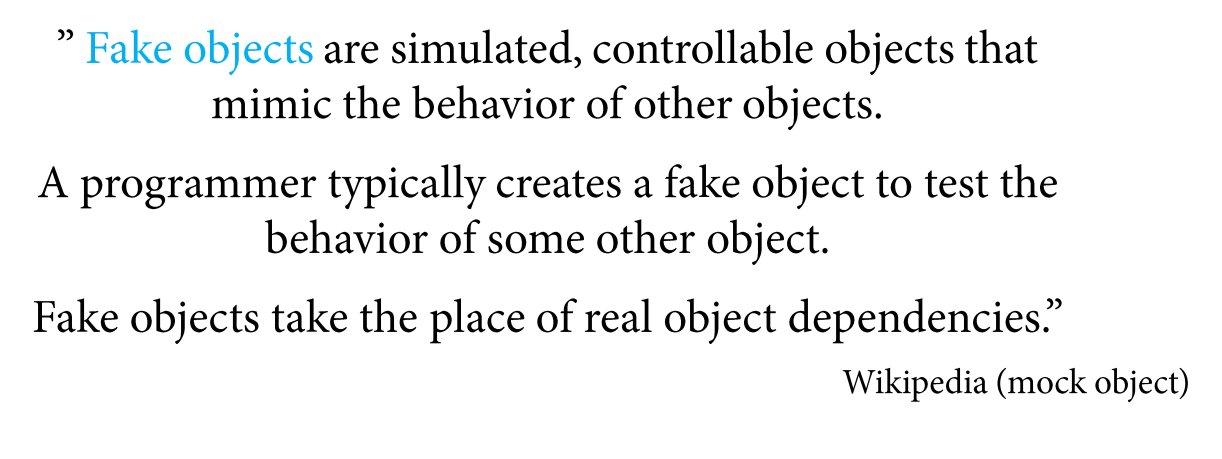 ” Fake objects are simulated, controllable objects that
mimic the behavior of other objects.
A programmer typically creates a fake object to test the
behavior of some other object.
Fake objects take the place of real object dependencies.”
Wikipedia (mock object)